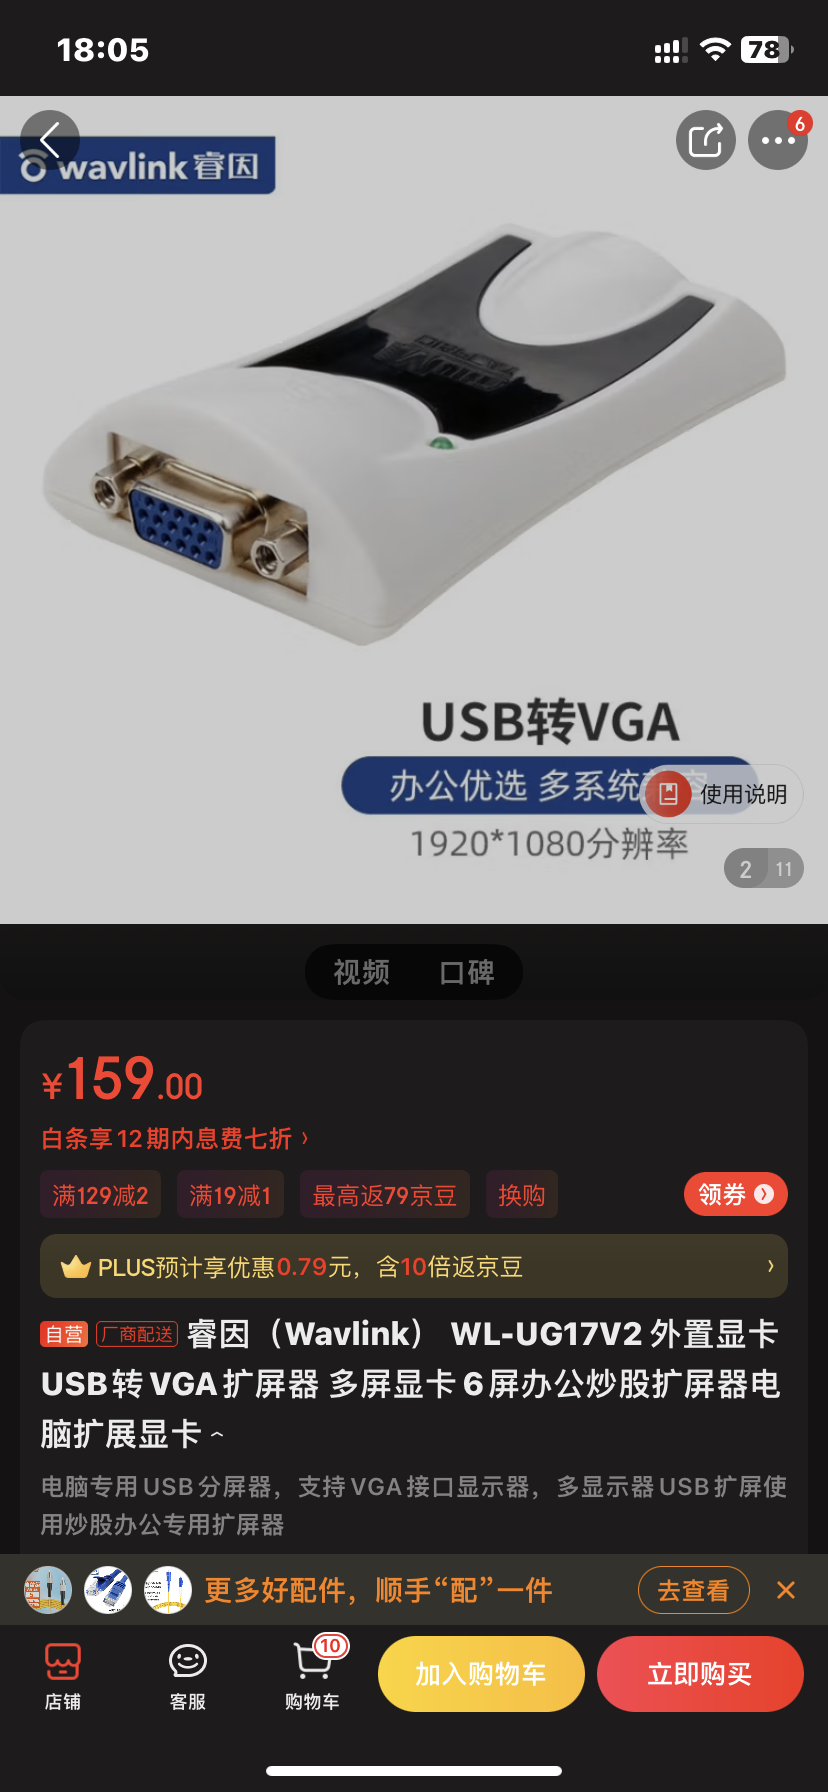 18:05
78
wavlink 睿因
6
USB转VGA
办公优选 多系统
使用说明
1920*1080分辨率
2 11
视频 口碑
¥159.00
白条享12期内息费七折 ›
满129减2 满19减1 最高返79京豆 换购 领券
PLUS预计享优惠0.79元，含10倍返京豆 ›
自营 厂商配送 睿因（Wavlink） WL-UG17V2 外置显卡
USB转VGA扩屏器 多屏显卡6屏办公炒股扩屏器电
脑扩展显卡
电脑专用USB分屏器，支持VGA接口显示器，多显示器USB扩屏使
用炒股办公专用扩屏器
更多好配件，顺手“配”一件 去查看
10
店铺 客服 购物车 加入购物车 立即购买